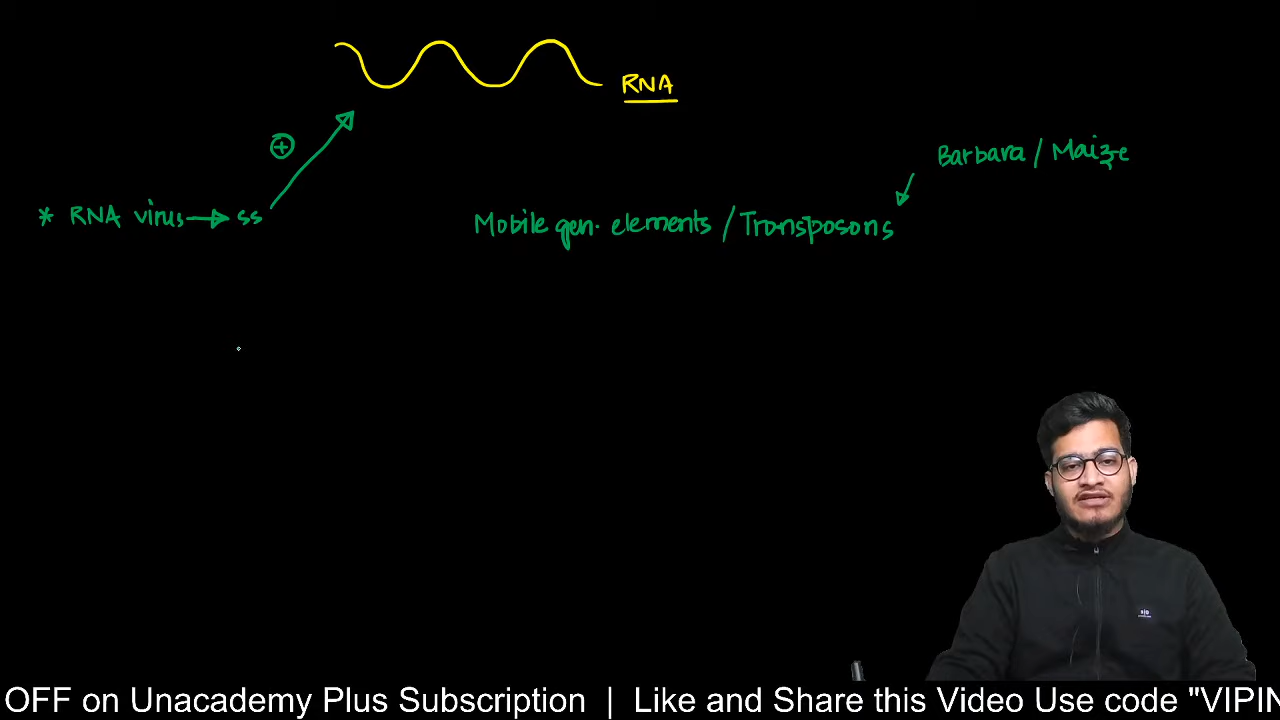 RNA
⊕
Barbara / Maize
* RNA virus → ss
Mobile gen. elements / Transposons
OFF on Unacademy Plus Subscription | Like and Share this Video Use code "VIPIN